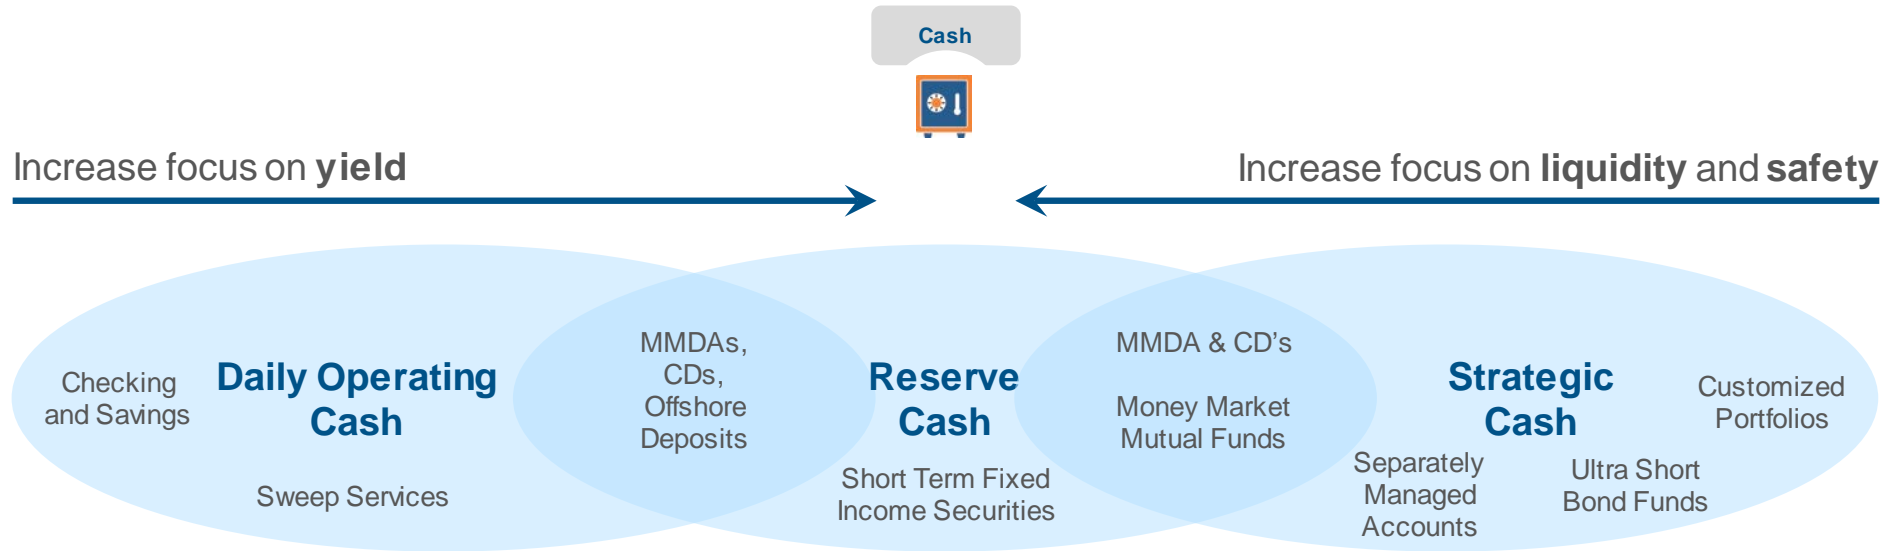 Cash
Increase focus on yield
Increase focus on liquidity and safety
Checking
and Savings
Daily Operating
Cash
Sweep Services
MMDAs,
CDs,
Offshore
Deposits
Reserve
Cash
Short Term Fixed
Income Securities
MMDA & CD’s
Money Market
Mutual Funds
Strategic
Cash
Customized
Portfolios
Separately
Managed
Accounts
Ultra Short
Bond Funds